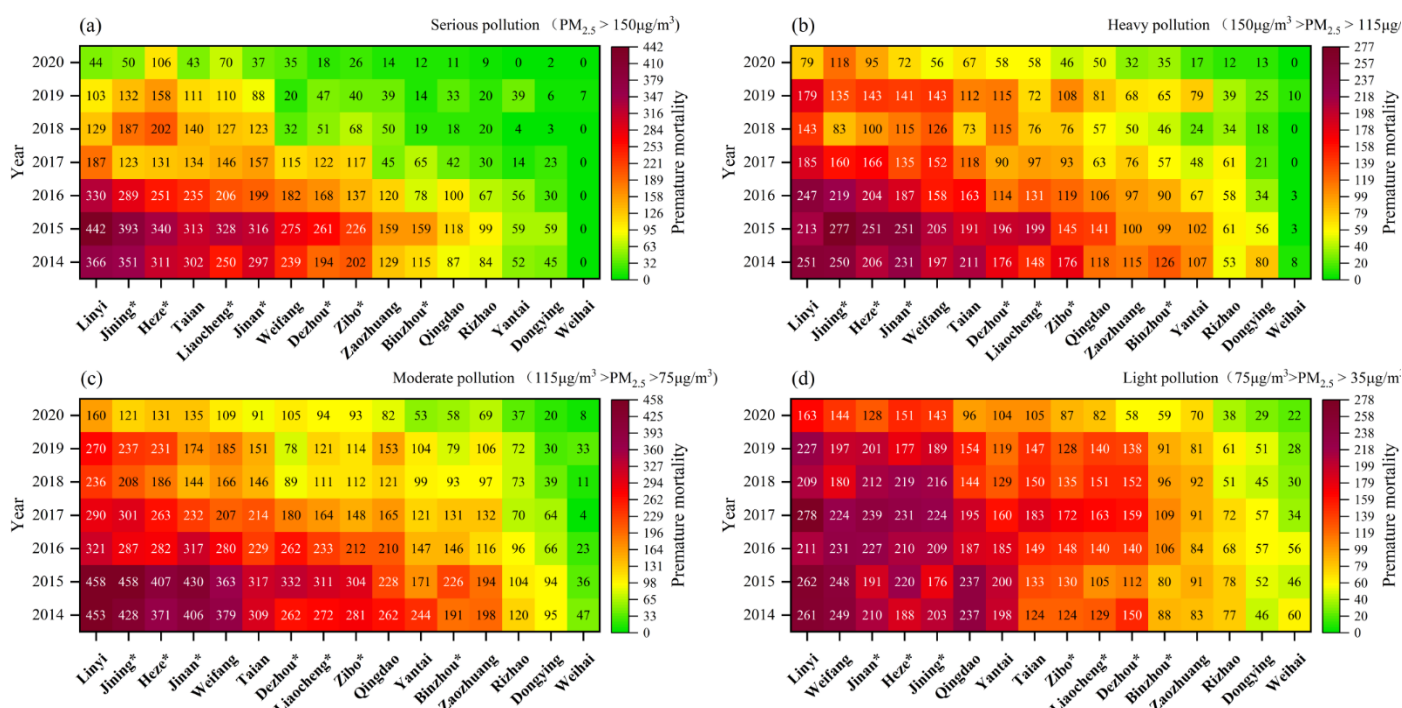 (a) Serious pollution （PM2.5 > 150μg/m³)
Year
2020 44 50 106 43 70 37 35 18 26 14 12 11 9 0 2 0
2019 103 132 158 111 110 88 20 47 40 39 14 33 20 39 6 7
2018 129 187 202 140 127 123 32 51 68 50 19 18 20 4 3 0
2017 187 123 131 134 146 157 115 122 117 45 65 42 30 14 23 0
2016 330 289 251 235 206 199 182 168 137 120 78 100 67 56 30 0
2015 442 393 340 313 328 316 275 261 226 159 159 118 99 59 59 0
2014 366 351 311 302 250 297 239 194 202 129 115 87 84 52 45 0
Linyi Jining* Heze* Taian Liaocheng* Jinan* Weifang Dezhou* Zibo* Zaozhuang Binzhou* Qingdao Rizhao Yantai Dongying Weihai
442
410
378
347
315
284
252
221
189
158
126
95
63
32
0
Premature mortality
(b) Heavy pollution (150μg/m³ >PM2.5 > 115μg/m³)
2020 79 118 95 72 56 67 58 58 46 50 32 35 17 12 13 0
2019 179 135 143 141 143 112 115 72 108 81 68 65 79 39 25 10
2018 143 83 100 115 126 73 115 76 76 57 50 46 24 34 18 0
2017 185 160 166 135 152 118 90 97 93 63 76 57 48 61 21 0
2016 247 219 204 187 158 163 114 131 119 106 97 90 67 58 34 3
2015 213 277 251 251 205 191 196 199 145 141 100 99 102 61 56 3
2014 251 250 206 231 197 211 176 148 176 118 115 126 107 53 80 8
Linyi Jining* Heze* Jinan* Weifang Taian Dezhou* Liaocheng* Zibo* Qingdao Zaozhuang Binzhou* Yantai Rizhao Dongying Weihai
277
257
237
218
198
178
158
138
119
99
79
59
40
20
0
Premature mortality
(c) Moderate pollution （115μg/m³ >PM2.5 >75μg/m³)
Year
2020 160 121 131 135 109 91 105 94 93 82 53 58 69 37 20 8
2019 270 237 231 174 185 151 78 121 114 153 104 79 106 72 30 33
2018 236 208 186 144 166 146 89 111 112 121 99 93 97 73 39 11
2017 290 301 263 232 207 214 180 164 148 165 121 131 132 70 64 4
2016 321 287 282 317 280 229 262 233 212 210 147 146 116 96 66 23
2015 458 458 407 430 363 317 332 311 304 228 171 226 194 104 94 36
2014 453 428 371 406 379 309 262 272 281 262 244 191 198 120 95 47
Linyi Jining* Heze* Jinan* Weifang Taian Dezhou* Liaocheng* Zibo* Qingdao Yantai Binzhou* Zaozhuang Rizhao Dongying Weihai
458
425
393
360
327
294
262
229
196
164
131
98
65
33
0
Premature mortality
(d) Light pollution (75μg/m³>PM2.5 > 35μg/m³
2020 163 144 128 151 143 96 104 105 87 82 58 59 70 38 29 22
2019 227 197 201 177 189 154 119 147 128 140 138 91 81 61 51 28
2018 209 180 212 219 216 144 129 150 135 151 152 96 92 51 45 30
2017 278 224 239 231 224 195 160 183 172 163 159 109 91 72 57 34
2016 211 231 227 210 209 187 185 149 148 140 140 106 84 68 57 56
2015 262 248 191 220 176 237 200 133 130 105 112 80 91 78 52 46
2014 261 249 210 188 203 237 198 124 124 129 150 88 83 77 46 60
Linyi Weifang Jinan* Heze* Jining* Qingdao Yantai Taian Zibo* Liaocheng* Dezhou* Binzhou* Zaozhuang Rizhao Dongying Weihai
278
258
238
218
199
179
159
139
119
99
79
60
40
20
0
Premature mortality